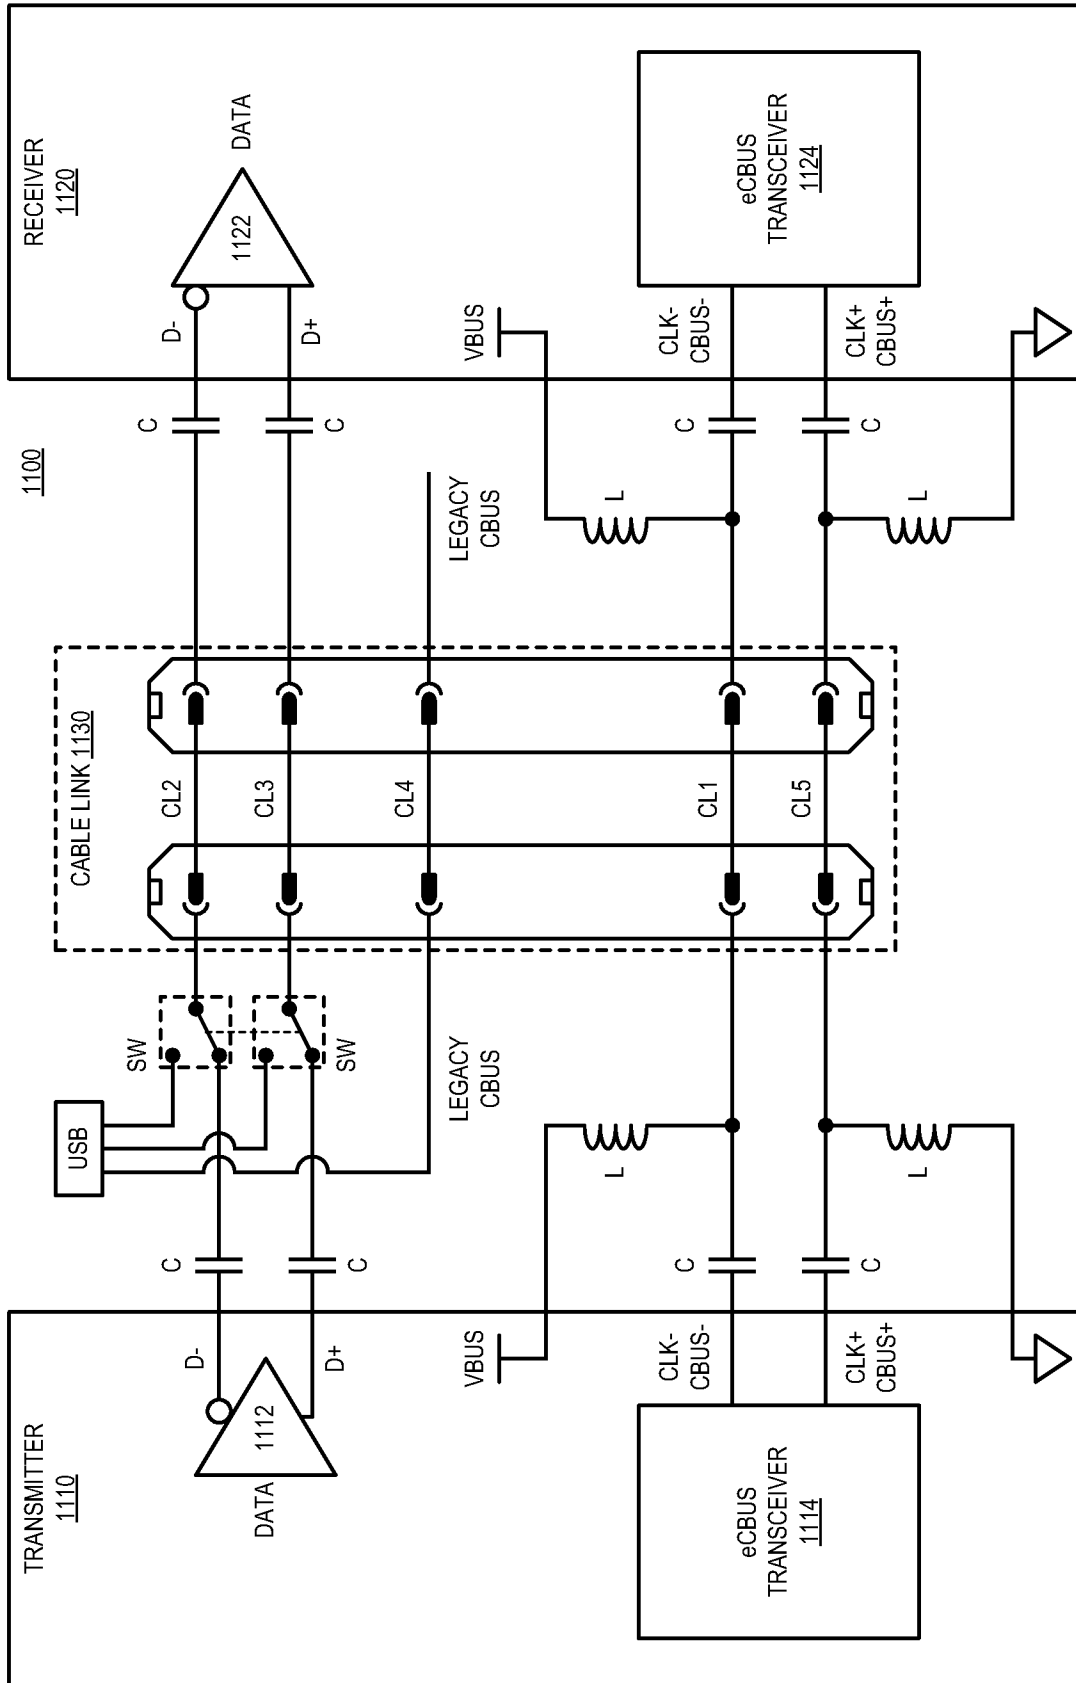 1100
TRANSMITTER
1110
DATA
1112
D-
D+
C
C
USB
SW
SW
CABLE LINK 1130
CL2
CL3
CL4
CL1
CL5
LEGACY
CBUS
LEGACY
CBUS
C
C
D-
D+
1122
DATA
RECEIVER
1120
VBUS
L
L
VBUS
eCBUS
TRANSCEIVER
1114
CLK-
CBUS-
CLK+
CBUS+
C
C
L
L
C
C
CLK-
CBUS-
CLK+
CBUS+
eCBUS
TRANSCEIVER
1124